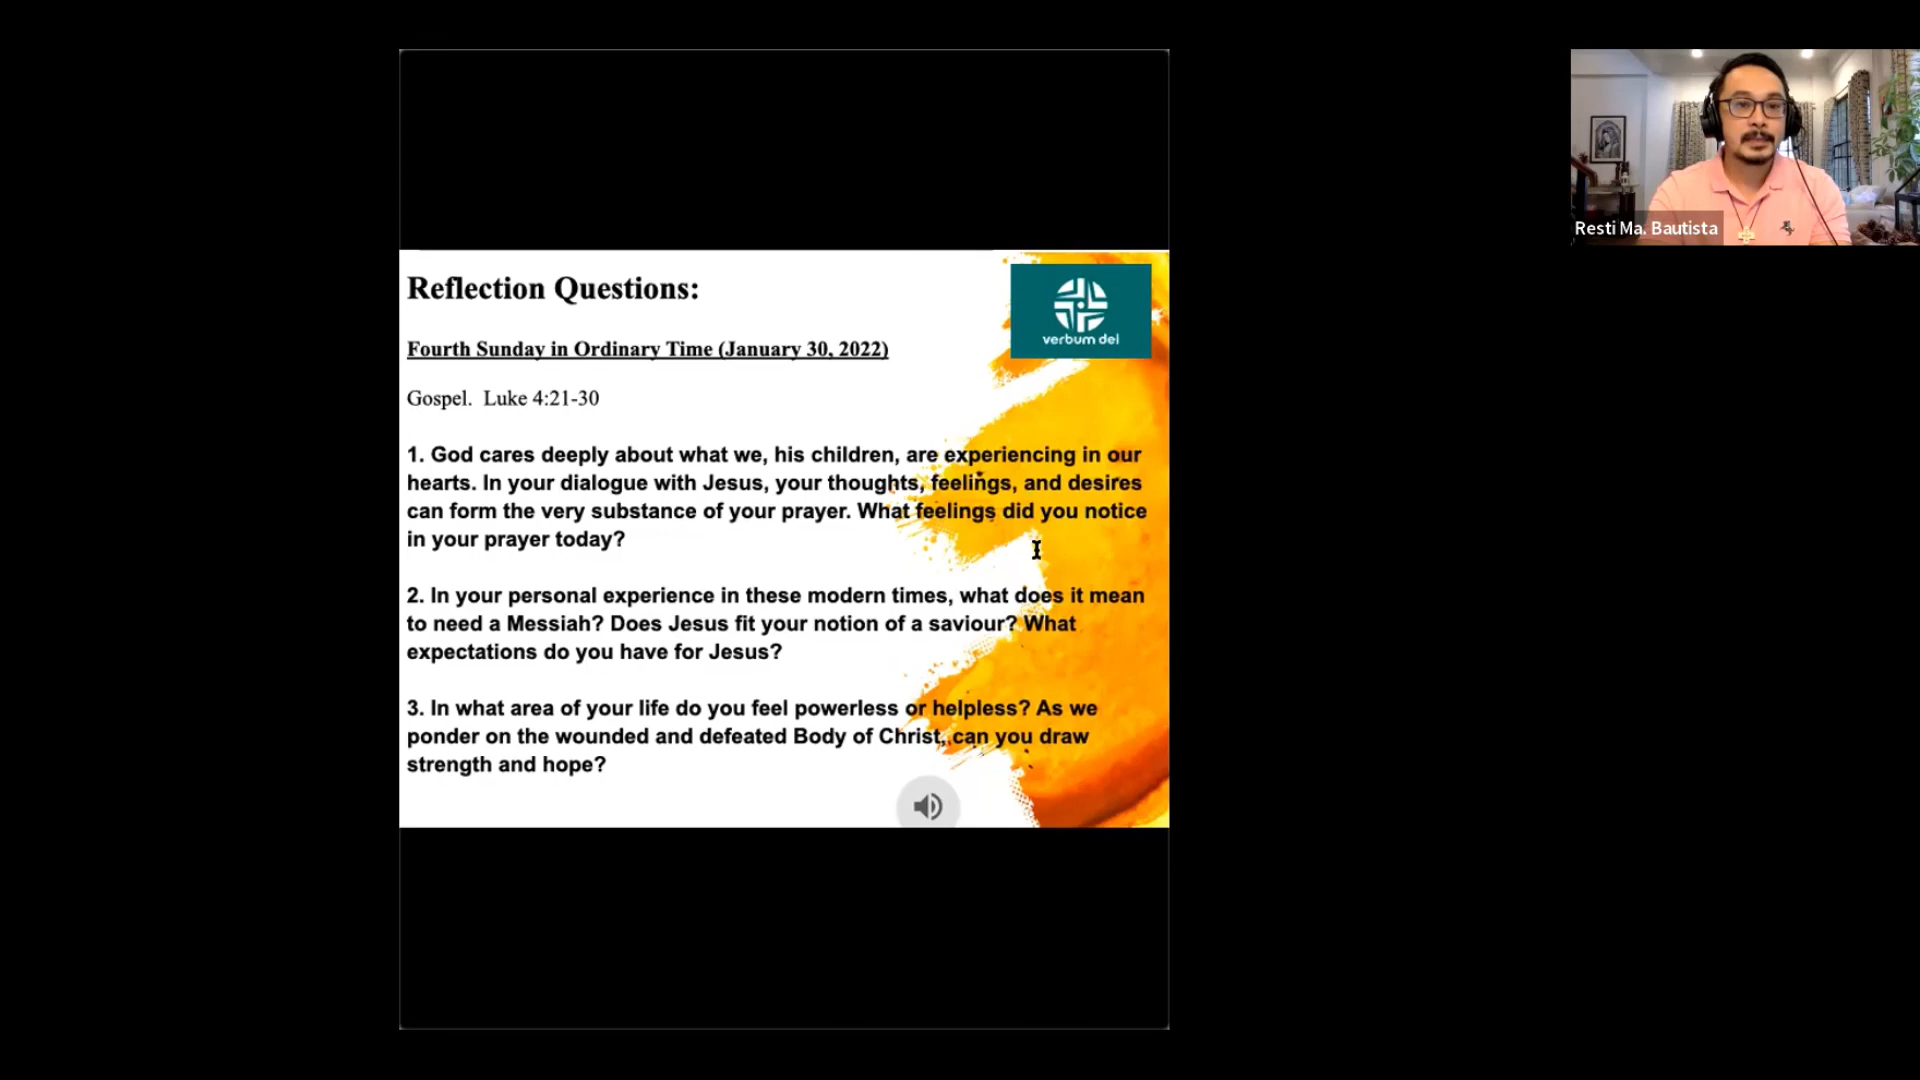 Reflection Questions:
verbum dei
Fourth Sunday in Ordinary Time (January 30, 2022)
Gospel.  Luke 4:21-30
1. God cares deeply about what we, his children, are experiencing in our
hearts. In your dialogue with Jesus, your thoughts, feelings, and desires
can form the very substance of your prayer. What feelings did you notice
in your prayer today?
2. In your personal experience in these modern times, what does it mean
to need a Messiah? Does Jesus fit your notion of a saviour? What
expectations do you have for Jesus?
3. In what area of your life do you feel powerless or helpless? As we
ponder on the wounded and defeated Body of Christ, can you draw
strength and hope?
Resti Ma. Bautista